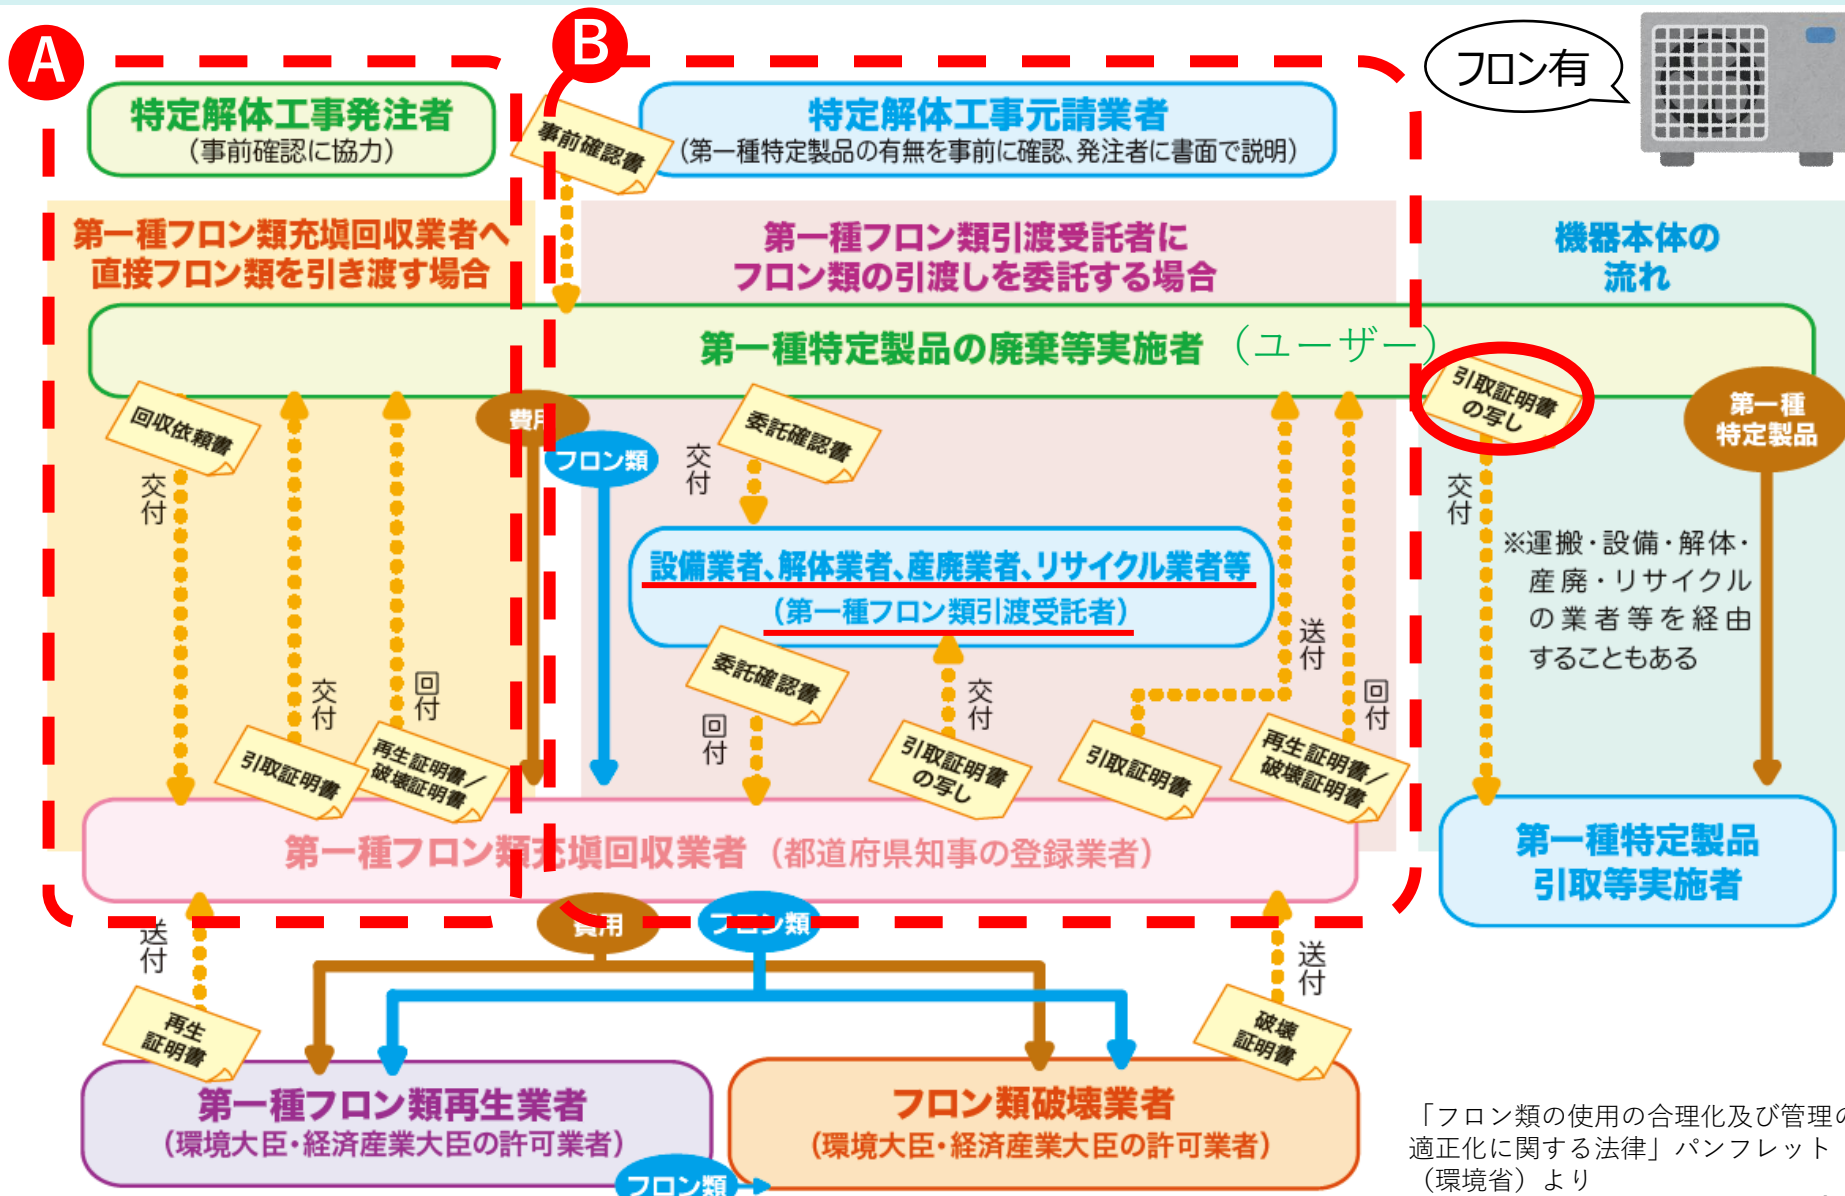 A
B
フロン有
特定解体工事発注者
(事前確認に協力)
事前確認書
特定解体工事元請業者
(第一種特定製品の有無を事前に確認、発注者に書面で説明)
第一種フロン類充塡回収業者へ
直接フロン類を引き渡す場合
第一種フロン類引渡受託者に
フロン類の引渡しを委託する場合
機器本体の
流れ
第一種特定製品の廃棄等実施者
(ユーザー)
回収依頼書
交付
費用
フロン類
交付
委託確認書
引取証明書
の写し
交付
第一種
特定製品
※運搬・設備・解体・
産廃・リサイクル
の業者等を経由
することもある
設備業者、解体業者、産廃業者、リサイクル業者等
(第一種フロン類引渡受託者)
引取証明書
交付
再生証明書/
破壊証明書
回付
委託確認書
回付
引取証明書
の写し
交付
引取証明書
送付
再生証明書/
破壊証明書
回付
第一種フロン類充塡回収業者
(都道府県知事の登録業者)
第一種特定製品
引取等実施者
費用
フロン類
送付
再生
証明書
送付
破壊
証明書
第一種フロン類再生業者
(環境大臣・経済産業大臣の許可業者)
フロン類破壊業者
(環境大臣・経済産業大臣の許可業者)
フロン類
「フロン類の使用の合理化及び管理の
適正化に関する法律」パンフレット
(環境省)より